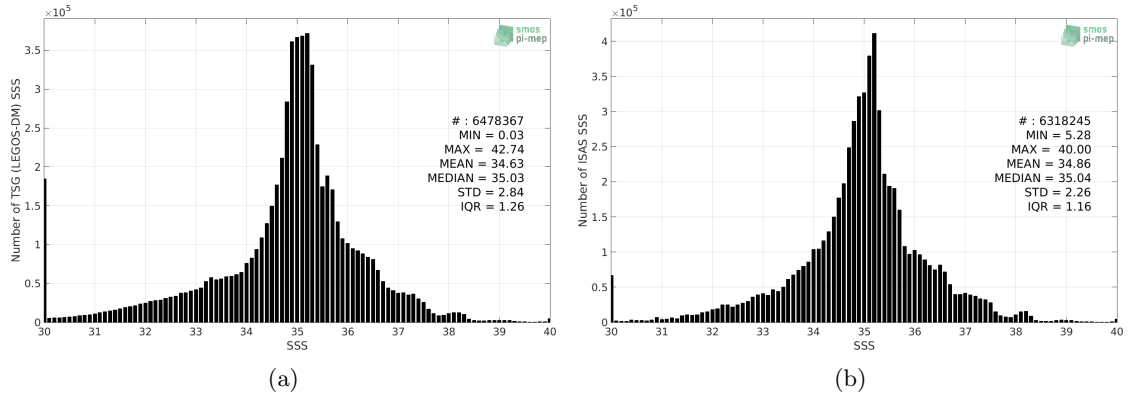 ×10⁵
smos
pi-mep
3.5
3
2.5
2
1.5
1
0.5
0
Number of TSG (LEGOS-DM) SSS
# : 6478367
MIN = 0.03
MAX = 42.74
MEAN = 34.63
MEDIAN = 35.03
STD = 2.84
IQR = 1.26
30 31 32 33 34 35 36 37 38 39 40
SSS
(a)
×10⁵
smos
pi-mep
4
3.5
3
2.5
2
1.5
1
0.5
0
Number of ISAS SSS
# : 6318245
MIN = 5.28
MAX = 40.00
MEAN = 34.86
MEDIAN = 35.04
STD = 2.26
IQR = 1.16
30 31 32 33 34 35 36 37 38 39 40
SSS
(b)